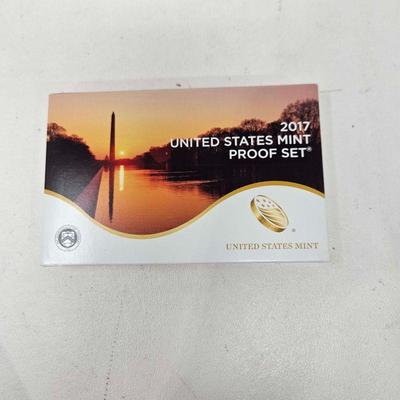 2017
UNITED STATES MINT
PROOF SET®
UNITED STATES MINT